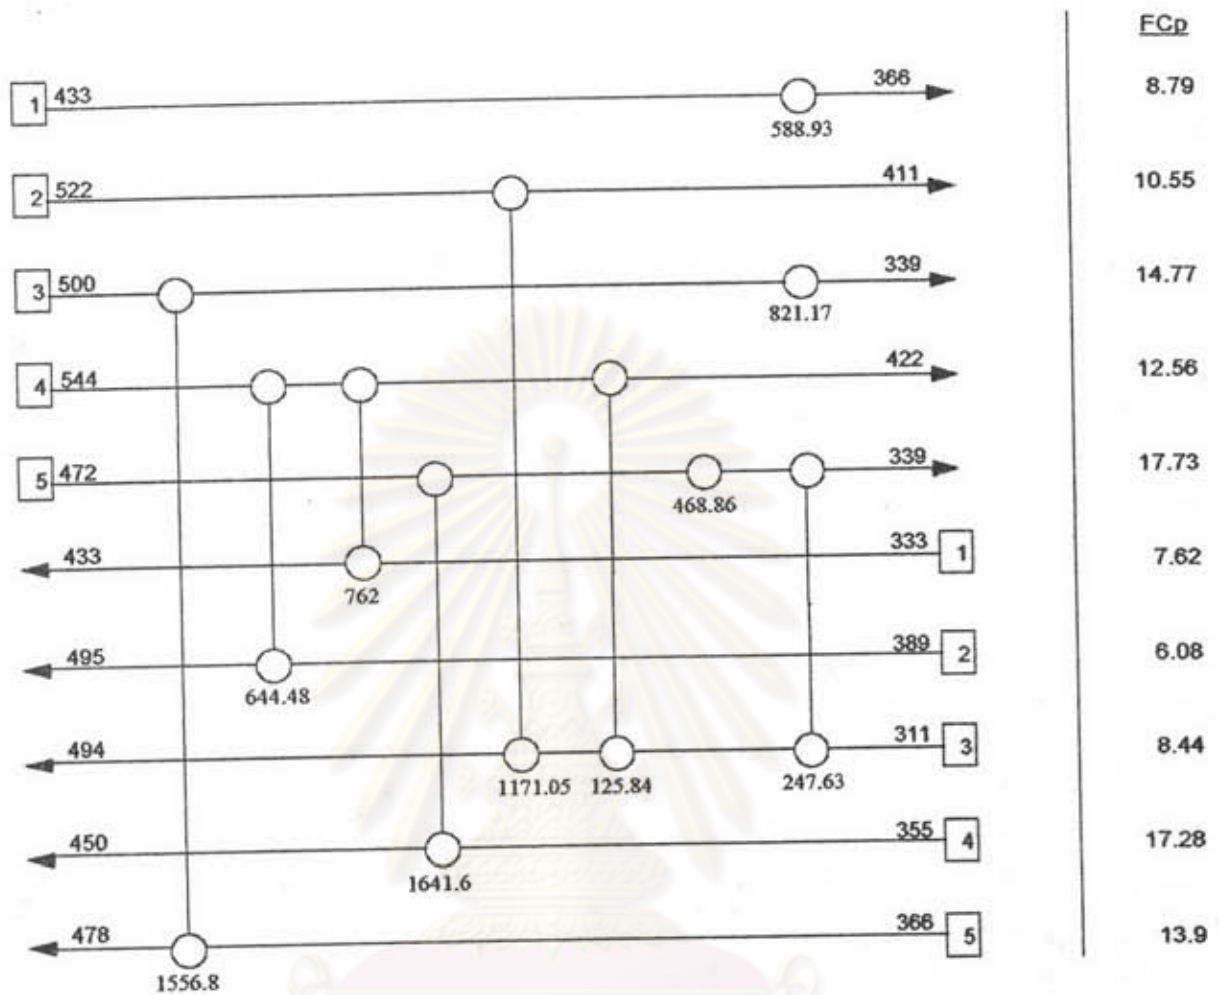 FCp
1 433 366 8.79
588.93
2 522 411 10.55
3 500 339 14.77
821.17
4 544 422 12.56
5 472 339 17.73
468.86
433 333 1 7.62
762
495 389 2 6.08
644.48
494 311 3 8.44
1171.05 125.84 247.63
450 355 4 17.28
1641.6
478 366 5 13.9
1556.8